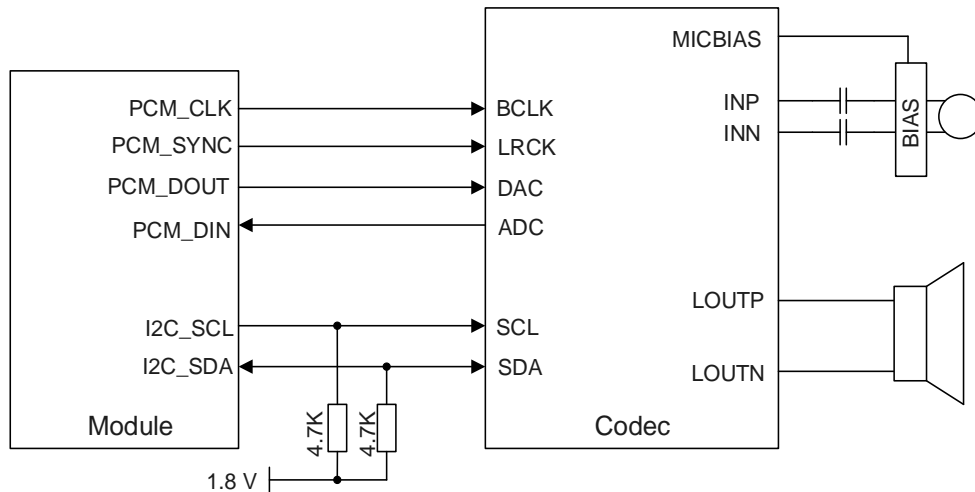 MICBIAS
PCM_CLK
BCLK
INP
PCM_SYNC
LRCK
INN
BIAS
PCM_DOUT
DAC
PCM_DIN
ADC
LOUTP
I2C_SCL
SCL
I2C_SDA
SDA
LOUTN
Module
4.7K
4.7K
Codec
1.8 V